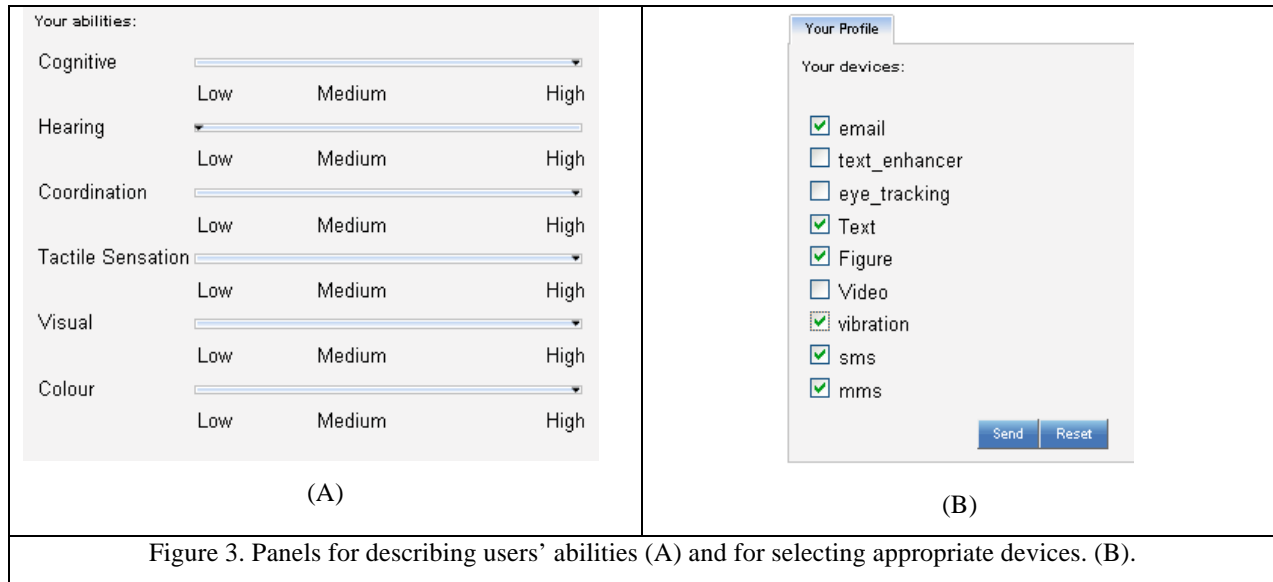 Your abilities:
Cognitive
Low Medium High
Hearing
Low Medium High
Coordination
Low Medium High
Tactile Sensation
Low Medium High
Visual
Low Medium High
Colour
Low Medium High
(A)
Your Profile
Your devices:
email
text_enhancer
eye_tracking
Text
Figure
Video
vibration
sms
mms
Send Reset
(B)
Figure 3. Panels for describing users’ abilities (A) and for selecting appropriate devices. (B).